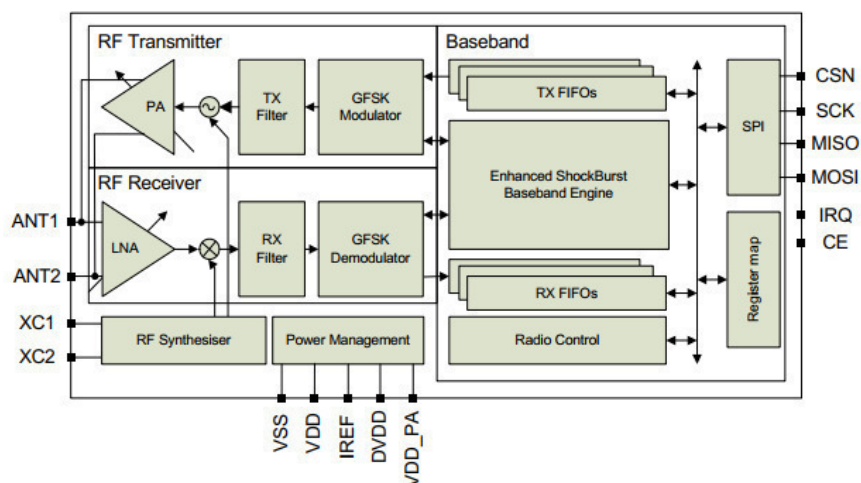 RF Transmitter
Baseband
PA
TX
Filter
GFSK
Modulator
TX FIFOs
SPI
CSN
SCK
MISO
MOSI
Enhanced ShockBurst
Baseband Engine
RF Receiver
ANT1
ANT2
LNA
RX
Filter
GFSK
Demodulator
RX FIFOs
Register map
IRQ
CE
XC1
XC2
RF Synthesiser
Power Management
Radio Control
VSS
VDD
IREF
DVDD
VDD_PA